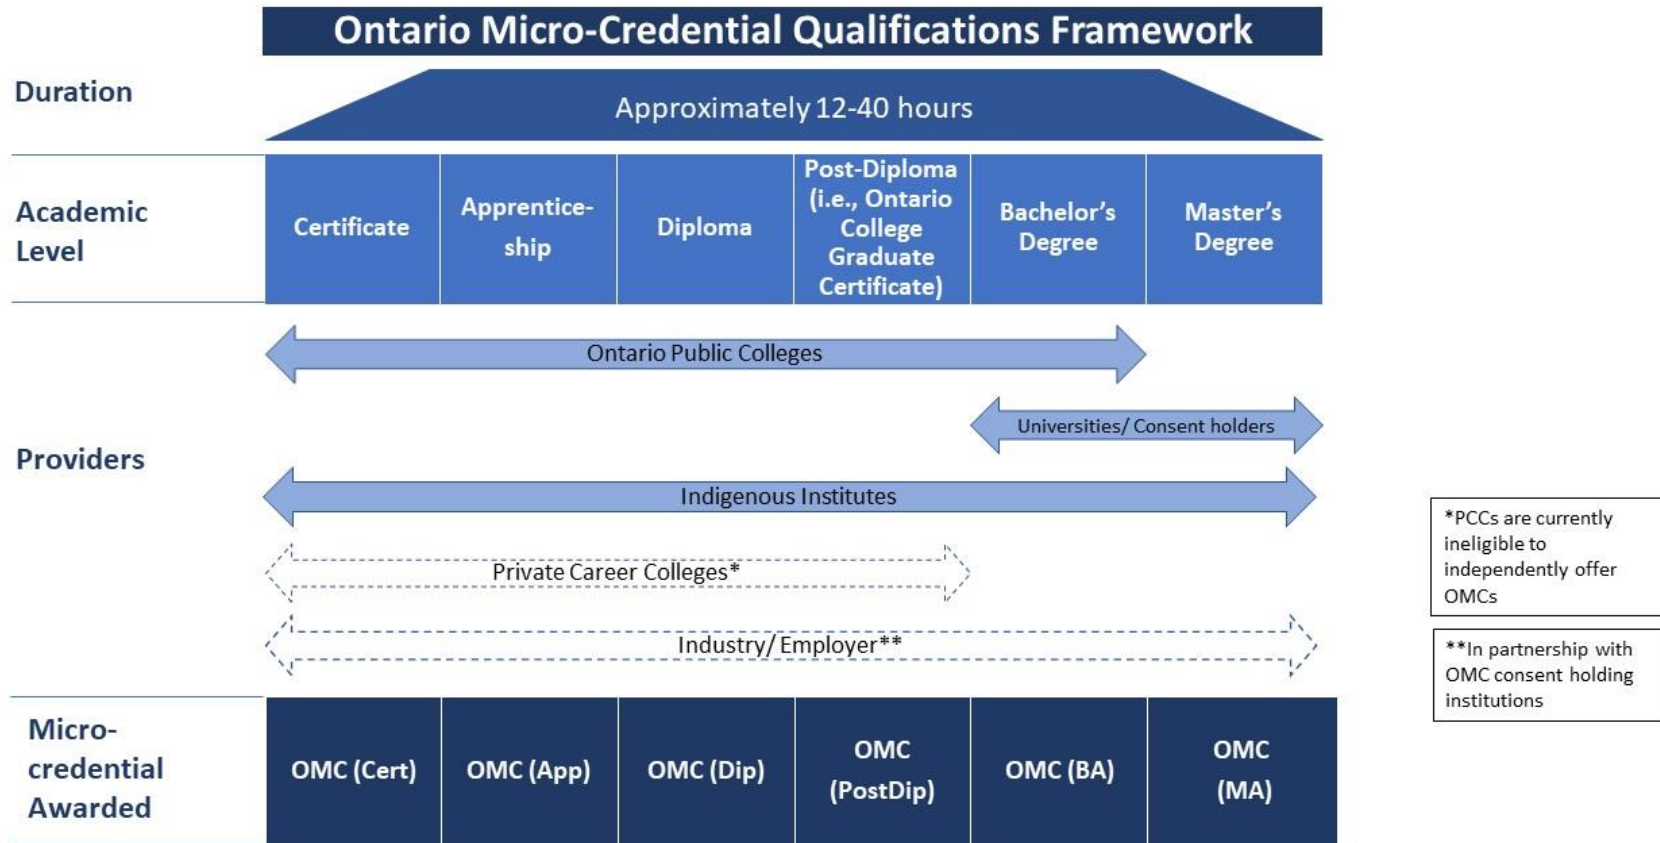 Ontario Micro-Credential Qualifications Framework
Duration
Approximately 12-40 hours
Academic
Level
Certificate
Apprentice-
ship
Diploma
Post-Diploma
(i.e., Ontario
College
Graduate
Certificate)
Bachelor's
Degree
Master's
Degree
Providers
Ontario Public Colleges
Universities/ Consent holders
Indigenous Institutes
Private Career Colleges*
Industry/ Employer**
*PCCs are currently
ineligible to
independently offer
OMCs
**In partnership with
OMC consent holding
institutions
Micro-
credential
Awarded
OMC (Cert)
OMC (App)
OMC (Dip)
OMC
(PostDip)
OMC (BA)
OMC
(MA)